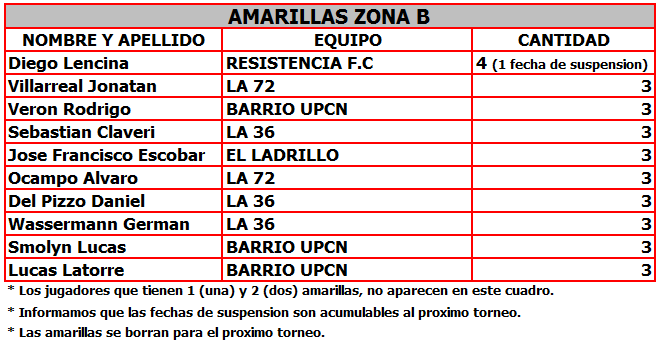 AMARILLAS ZONA B
NOMBRE Y APELLIDO EQUIPO CANTIDAD
Diego Lencina RESISTENCIA F.C 4 (1 fecha de suspension)
Villarreal Jonatan LA 72 3
Veron Rodrigo BARRIO UPCN 3
Sebastian Claveri LA 36 3
Jose Francisco Escobar EL LADRILLO 3
Ocampo Alvaro LA 72 3
Del Pizzo Daniel LA 36 3
Wassermann German LA 36 3
Smolyn Lucas BARRIO UPCN 3
Lucas Latorre BARRIO UPCN 3
* Los jugadores que tienen 1 (una) y 2 (dos) amarillas, no aparecen en este cuadro.
* Informamos que las fechas de suspension son acumulables al proximo torneo.
* Las amarillas se borran para el proximo torneo.